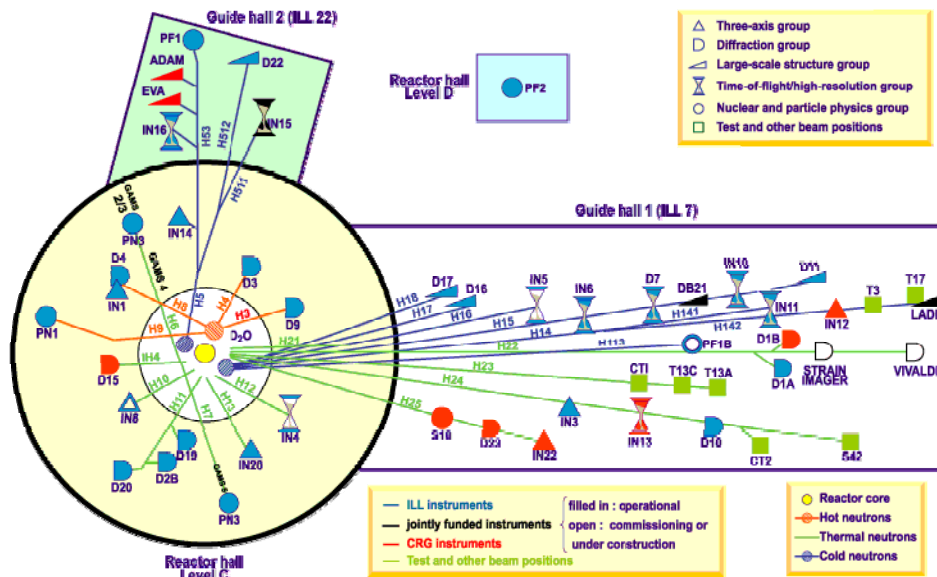 Guide hall 2 (ILL 22)
PF1
ADAM
D22
EVA
IN16
IN15
H53
H512
H511
Reactor hall
Level D
PF2
Three-axis group
Diffraction group
Large-scale structure group
Time-of-flight/high-resolution group
Nuclear and particle physics group
Test and other beam positions
GAMS
2/3
PN3
IN14
GAMS 4
D4
IN1
D3
H8
H5
H4
H6
H3
D9
PN1
H9
D2O
H21
IH4
D15
H10
H12
H11
H7
H13
IN4
D19
D20
D2B
IN20
GAMS 5
PN3
Reactor hall
Level C
Guide hall 1 (ILL 7)
D17
IN5
D7
IN10
D11
D16
IN6
DB21
IN11
T3
T17
H18
H17
H16
H15
H14
H141
H142
H113
IN12
LADI
PF1B
D1B
H22
H23
H24
H25
CTI
T13C
T13A
D1A
STRAIN
IMAGER
VIVALDI
S18
D23
IN22
IN3
IN13
D10
CT2
S42
ILL instruments
jointly funded instruments
CRG instruments
Test and other beam positions
filled in : operational
open : commissioning or
under construction
Reactor core
Hot neutrons
Thermal neutrons
Cold neutrons